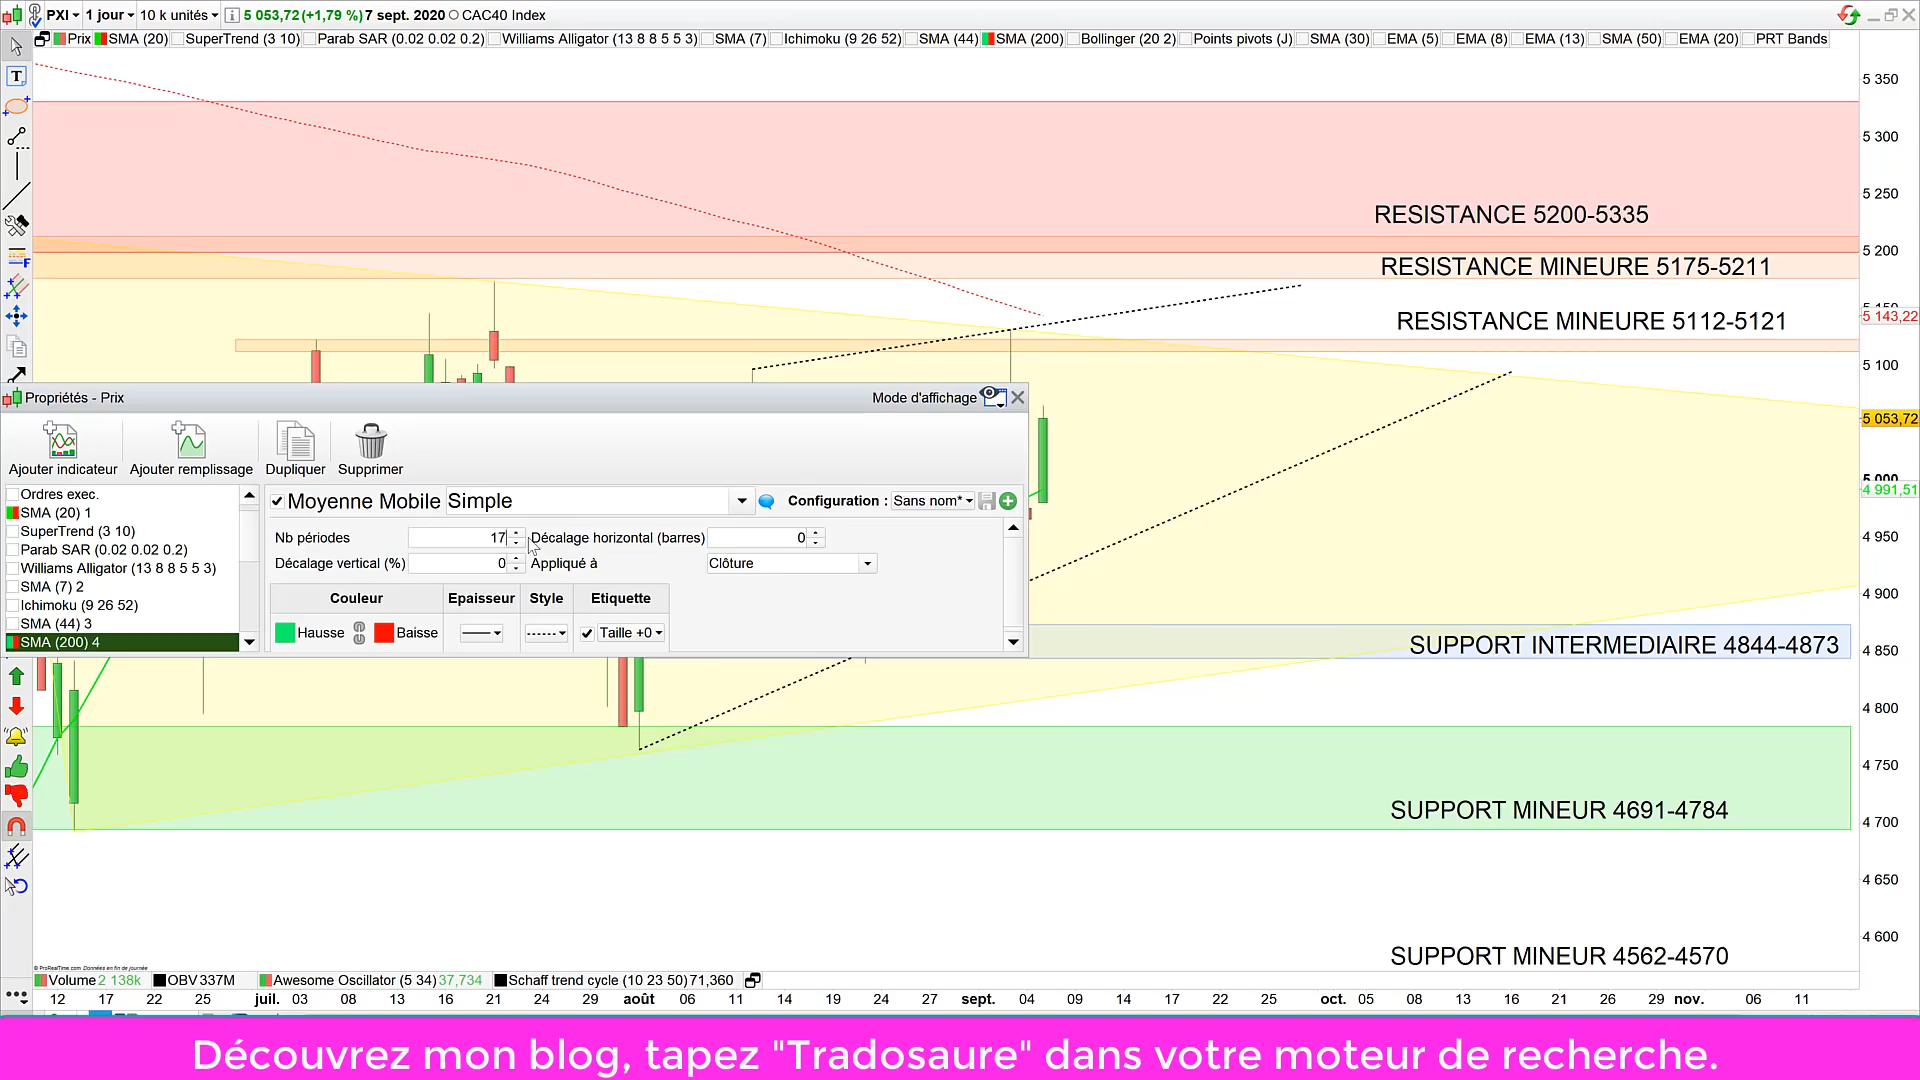 PXI 1 jour 10 k unités 5 053,72 (+1,79 %) 7 sept. 2020 CAC40 Index
Prix SMA (20) SuperTrend (3 10) Parab SAR (0.02 0.02 0.2) Williams Alligator (13 8 8 5 5 3) SMA (7) Ichimoku (9 26 52) SMA (44) SMA (200) Bollinger (20 2) Points pivots (J) SMA (30) EMA (5) EMA (8) EMA (13) SMA (50) EMA (20) PRT Bands
5 350
5 300
5 250
RESISTANCE 5200-5335
5 200
RESISTANCE MINEURE 5175-5211
5 150
5 143,22
RESISTANCE MINEURE 5112-5121
5 100
Propriétés - Prix Mode d'affichage
5 053,72
Ajouter indicateur Ajouter remplissage Dupliquer Supprimer
5 000
4 991,51
Ordres exec.
SMA (20) 1
SuperTrend (3 10)
Parab SAR (0.02 0.02 0.2)
Williams Alligator (13 8 8 5 5 3)
SMA (7) 2
Ichimoku (9 26 52)
SMA (44) 3
SMA (200) 4
Moyenne Mobile Simple Configuration : Sans nom*
Nb périodes 17 Décalage horizontal (barres) 0
Décalage vertical (%) 0 Appliqué à Clôture
Couleur Epaisseur Style Etiquette
Hausse Baisse Taille +0
4 950
4 900
SUPPORT INTERMEDIAIRE 4844-4873
4 850
4 800
4 750
SUPPORT MINEUR 4691-4784
4 700
4 650
4 600
SUPPORT MINEUR 4562-4570
© ProRealTime.com Données en fin de journée
Volume 2 138k OBV 337M Awesome Oscillator (5 34) 37,734 Schaff trend cycle (10 23 50) 71,360
12 17 22 25 juil. 03 08 13 16 21 24 29 août 06 11 14 19 24 27 sept. 04 09 14 17 22 25 oct. 05 08 13 16 21 26 29 nov. 06 11
Découvrez mon blog, tapez "Tradosaure" dans votre moteur de recherche.